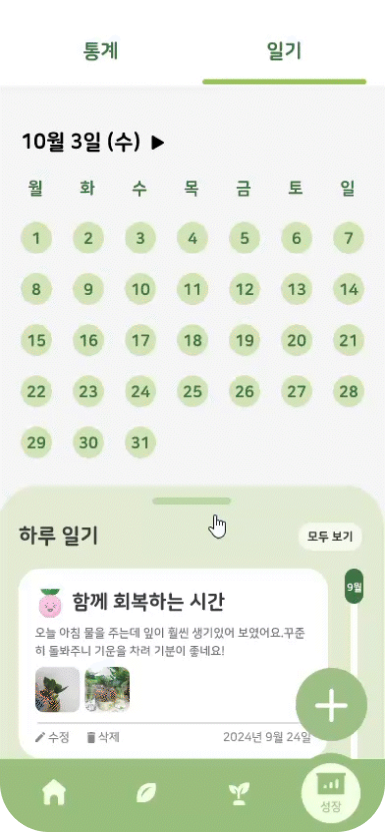 통계 일기
10월 3일 (수) ▶
월 화 수 목 금 토 일
1 2 3 4 5 6 7
8 9 10 11 12 13 14
15 16 17 18 19 20 21
22 23 24 25 26 27 28
29 30 31
하루 일기 모두 보기
9월
함께 회복하는 시간
오늘 아침 물을 주는데 잎이 훨씬 생기있어 보였어요.꾸준
히 돌봐주니 기운을 차려 기분이 좋네요!
수정 삭제 2024년 9월 24일
성장